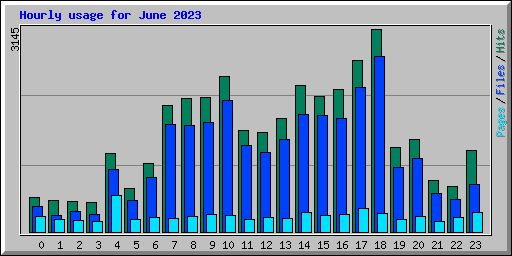 Hourly usage for June 2023
3145
Pages/Files/Hits
0 1 2 3 4 5 6 7 8 9 10 11 12 13 14 15 16 17 18 19 20 21 22 23